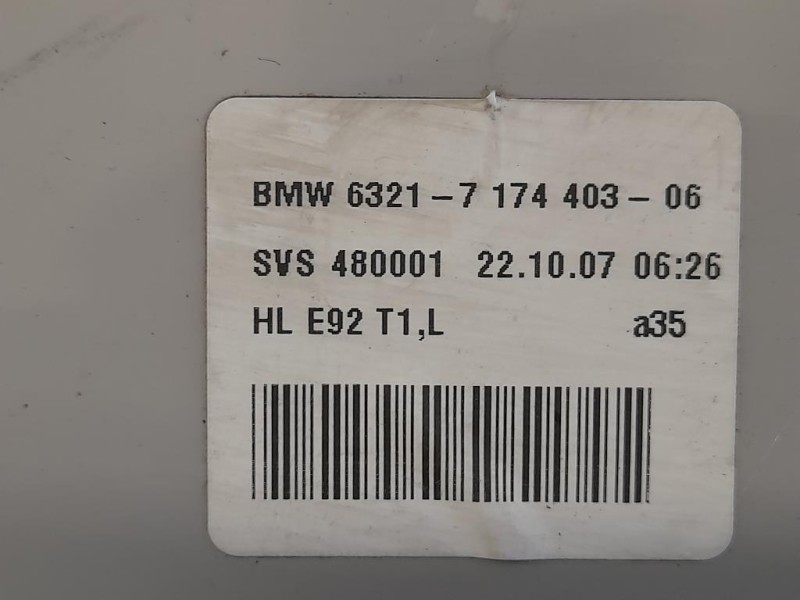 BMW 6321-7 174 403-06
SVS 480001 22.10.07 06:26
HL E92 T1,L a35